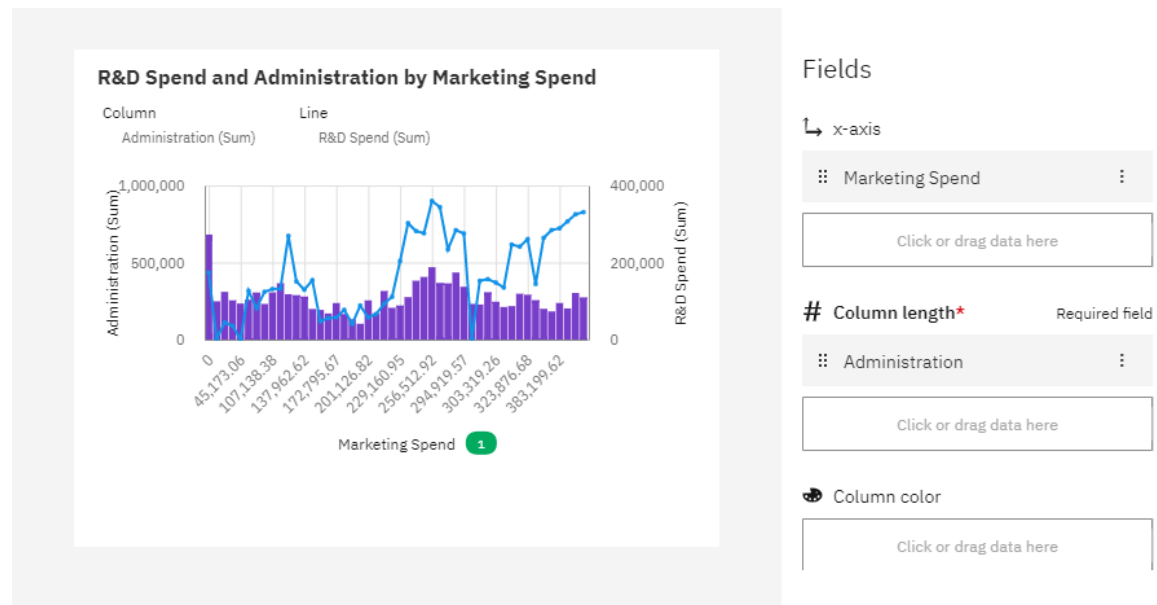 R&D Spend and Administration by Marketing Spend
Column
Line
Administration (Sum)
R&D Spend (Sum)
Administration (Sum)
1,000,000
500,000
0
400,000
200,000
0
R&D Spend (Sum)
0
45,173.06
107,138.38
137,962.62
172,795.67
201,126.82
229,160.95
256,512.92
294,919.57
303,319.26
323,876.68
383,199.62
Marketing Spend 1
Fields
x-axis
Marketing Spend
Click or drag data here
# Column length* Required field
Administration
Click or drag data here
Column color
Click or drag data here